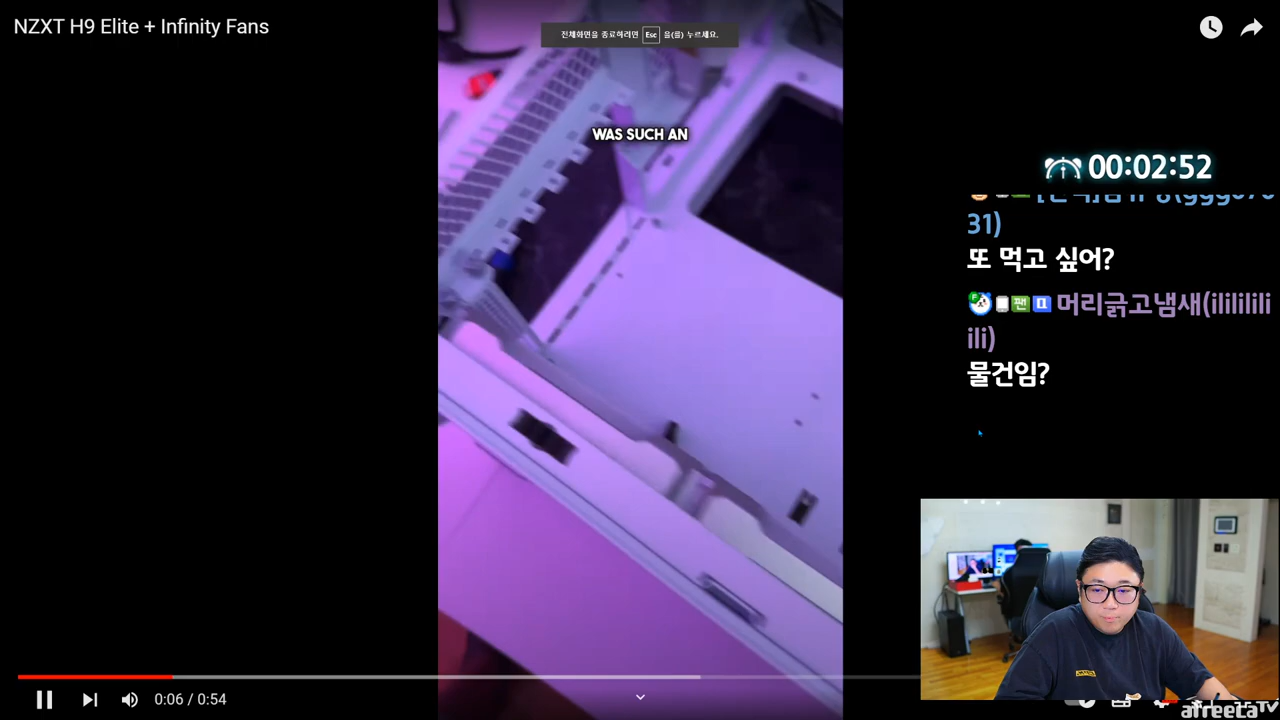 NZXT H9 Elite + Infinity Fans
전체화면을 종료하려면 Esc 을(를) 누르세요.
WAS SUCH AN
00:02:52
31)
또 먹고 싶어?
팬 머리긁고냄새(ilililili
ili)
물건임?
0:06 / 0:54
afreecaTV